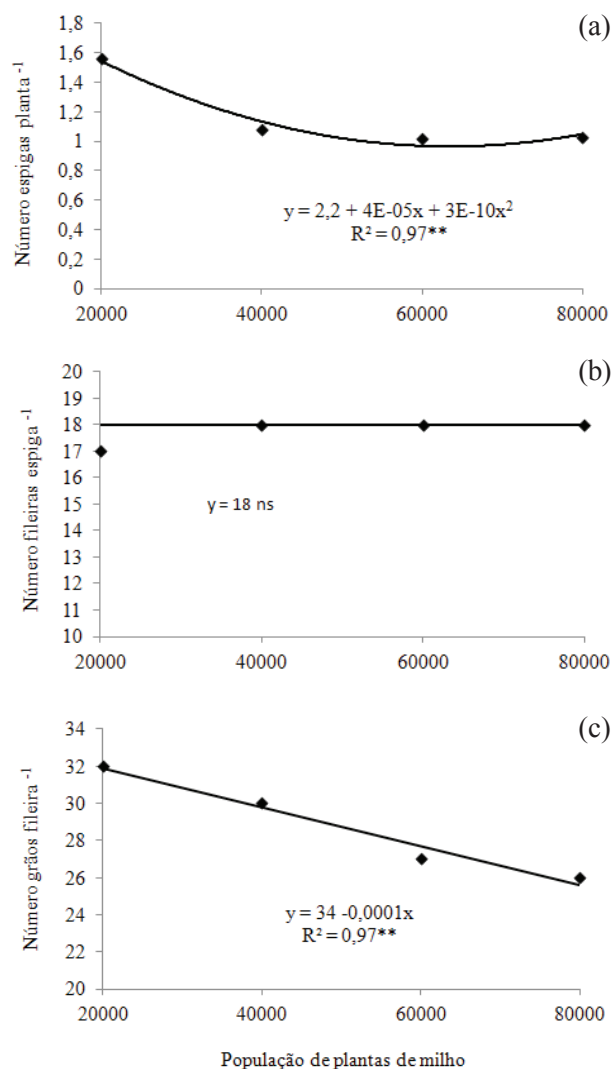 (a)
Número espigas planta -1
1,8
1,6
1,4
1,2
1
0,8
0,6
0,4
0,2
0
y = 2,2 + 4E-05x + 3E-10x²
R² = 0,97**
20000 40000 60000 80000
(b)
Número fileiras espiga -1
20
19
18
17
16
15
14
13
12
11
10
y = 18 ns
20000 40000 60000 80000
(c)
Número grãos fileira -1
34
32
30
28
26
24
22
20
y = 34 -0,0001x
R² = 0,97**
20000 40000 60000 80000
População de plantas de milho